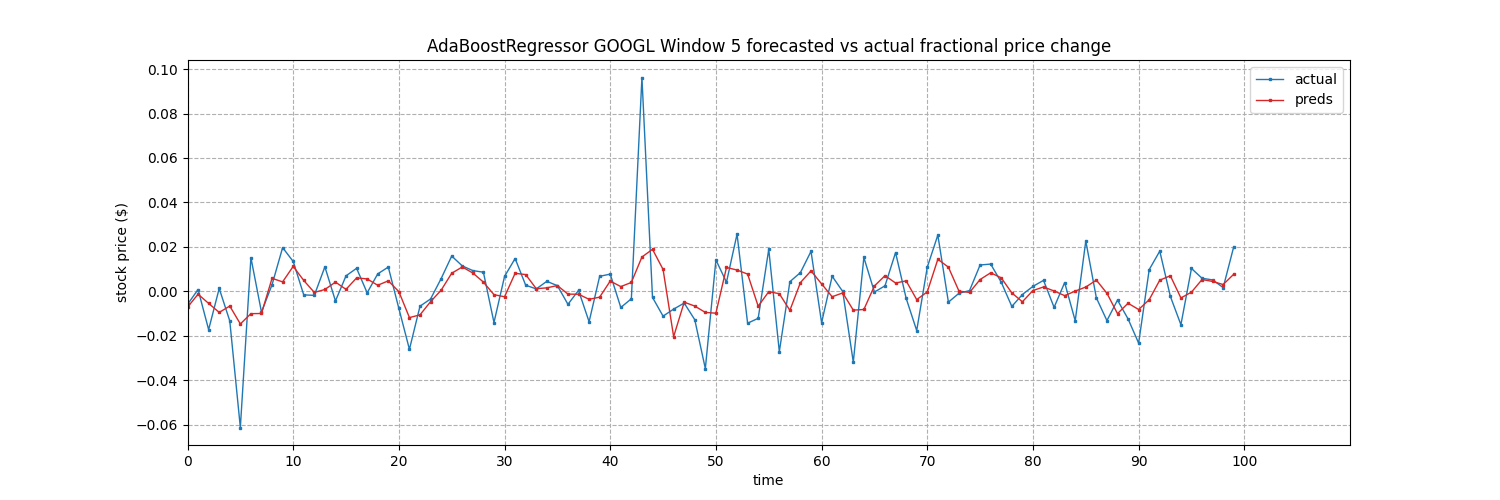 AdaBoostRegressor GOOGL Window 5 forecasted vs actual fractional price change
actual
preds
stock price ($)
0.10
0.08
0.06
0.04
0.02
0.00
−0.02
−0.04
−0.06
0 10 20 30 40 50 60 70 80 90 100
time